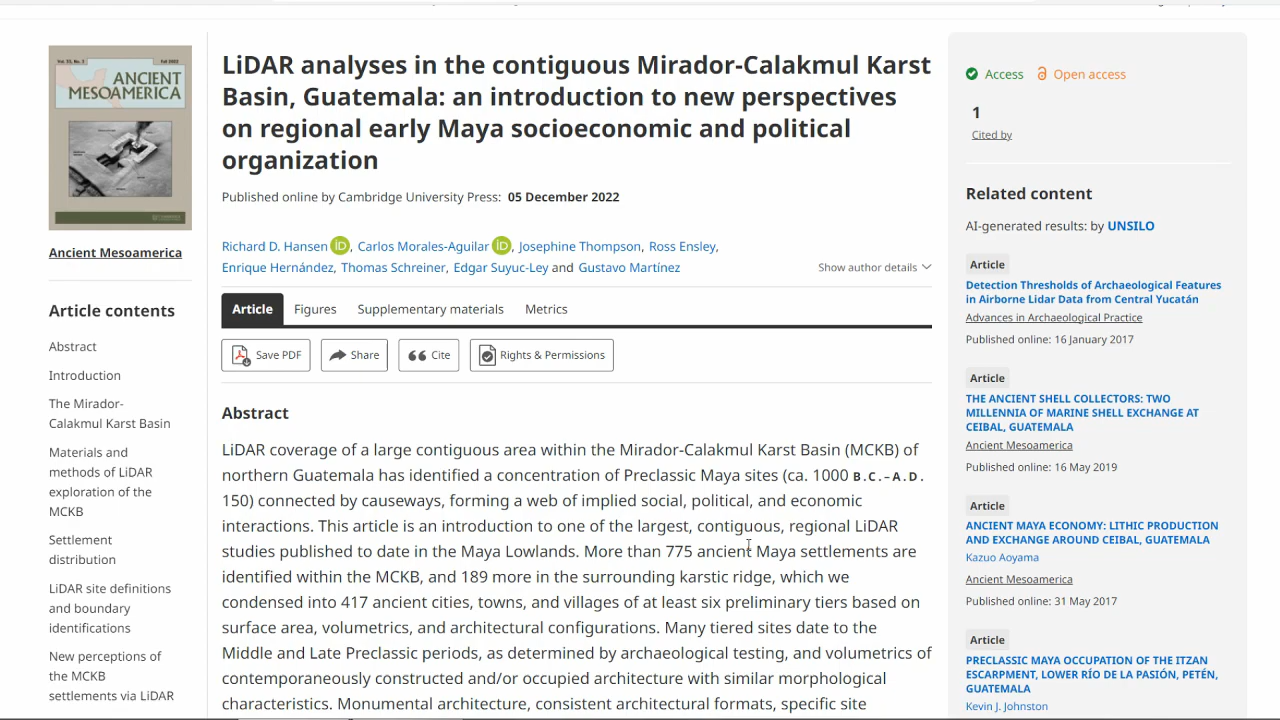 ANCIENT
MESOAMERICA
Ancient Mesoamerica
Article contents
Abstract
Introduction
The Mirador-
Calakmul Karst Basin
Materials and
methods of LiDAR
exploration of the
MCKB
Settlement
distribution
LiDAR site definitions
and boundary
identifications
New perceptions of
the MCKB
settlements via LiDAR
LiDAR analyses in the contiguous Mirador-Calakmul Karst
Basin, Guatemala: an introduction to new perspectives
on regional early Maya socioeconomic and political
organization
Published online by Cambridge University Press: 05 December 2022
Richard D. Hansen iD, Carlos Morales-Aguilar iD, Josephine Thompson, Ross Ensley,
Enrique Hernández, Thomas Schreiner, Edgar Suyuc-Ley and Gustavo Martínez
Show author details
Article Figures Supplementary materials Metrics
Save PDF Share Cite Rights & Permissions
Abstract
LiDAR coverage of a large contiguous area within the Mirador-Calakmul Karst Basin (MCKB) of
northern Guatemala has identified a concentration of Preclassic Maya sites (ca. 1000 B.C.–A.D.
150) connected by causeways, forming a web of implied social, political, and economic
interactions. This article is an introduction to one of the largest, contiguous, regional LiDAR
studies published to date in the Maya Lowlands. More than 775 ancient Maya settlements are
identified within the MCKB, and 189 more in the surrounding karstic ridge, which we
condensed into 417 ancient cities, towns, and villages of at least six preliminary tiers based on
surface area, volumetrics, and architectural configurations. Many tiered sites date to the
Middle and Late Preclassic periods, as determined by archaeological testing, and volumetrics of
contemporaneously constructed and/or occupied architecture with similar morphological
characteristics. Monumental architecture, consistent architectural formats, specific site
Access Open access
1
Cited by
Related content
AI-generated results: by UNSILO
Article
Detection Thresholds of Archaeological Features
in Airborne Lidar Data from Central Yucatán
Advances in Archaeological Practice
Published online: 16 January 2017
Article
THE ANCIENT SHELL COLLECTORS: TWO
MILLENNIA OF MARINE SHELL EXCHANGE AT
CEIBAL, GUATEMALA
Ancient Mesoamerica
Published online: 16 May 2019
Article
ANCIENT MAYA ECONOMY: LITHIC PRODUCTION
AND EXCHANGE AROUND CEIBAL, GUATEMALA
Kazuo Aoyama
Ancient Mesoamerica
Published online: 31 May 2017
Article
PRECLASSIC MAYA OCCUPATION OF THE ITZAN
ESCARPMENT, LOWER RÍO DE LA PASIÓN, PETÉN,
GUATEMALA
Kevin J. Johnston